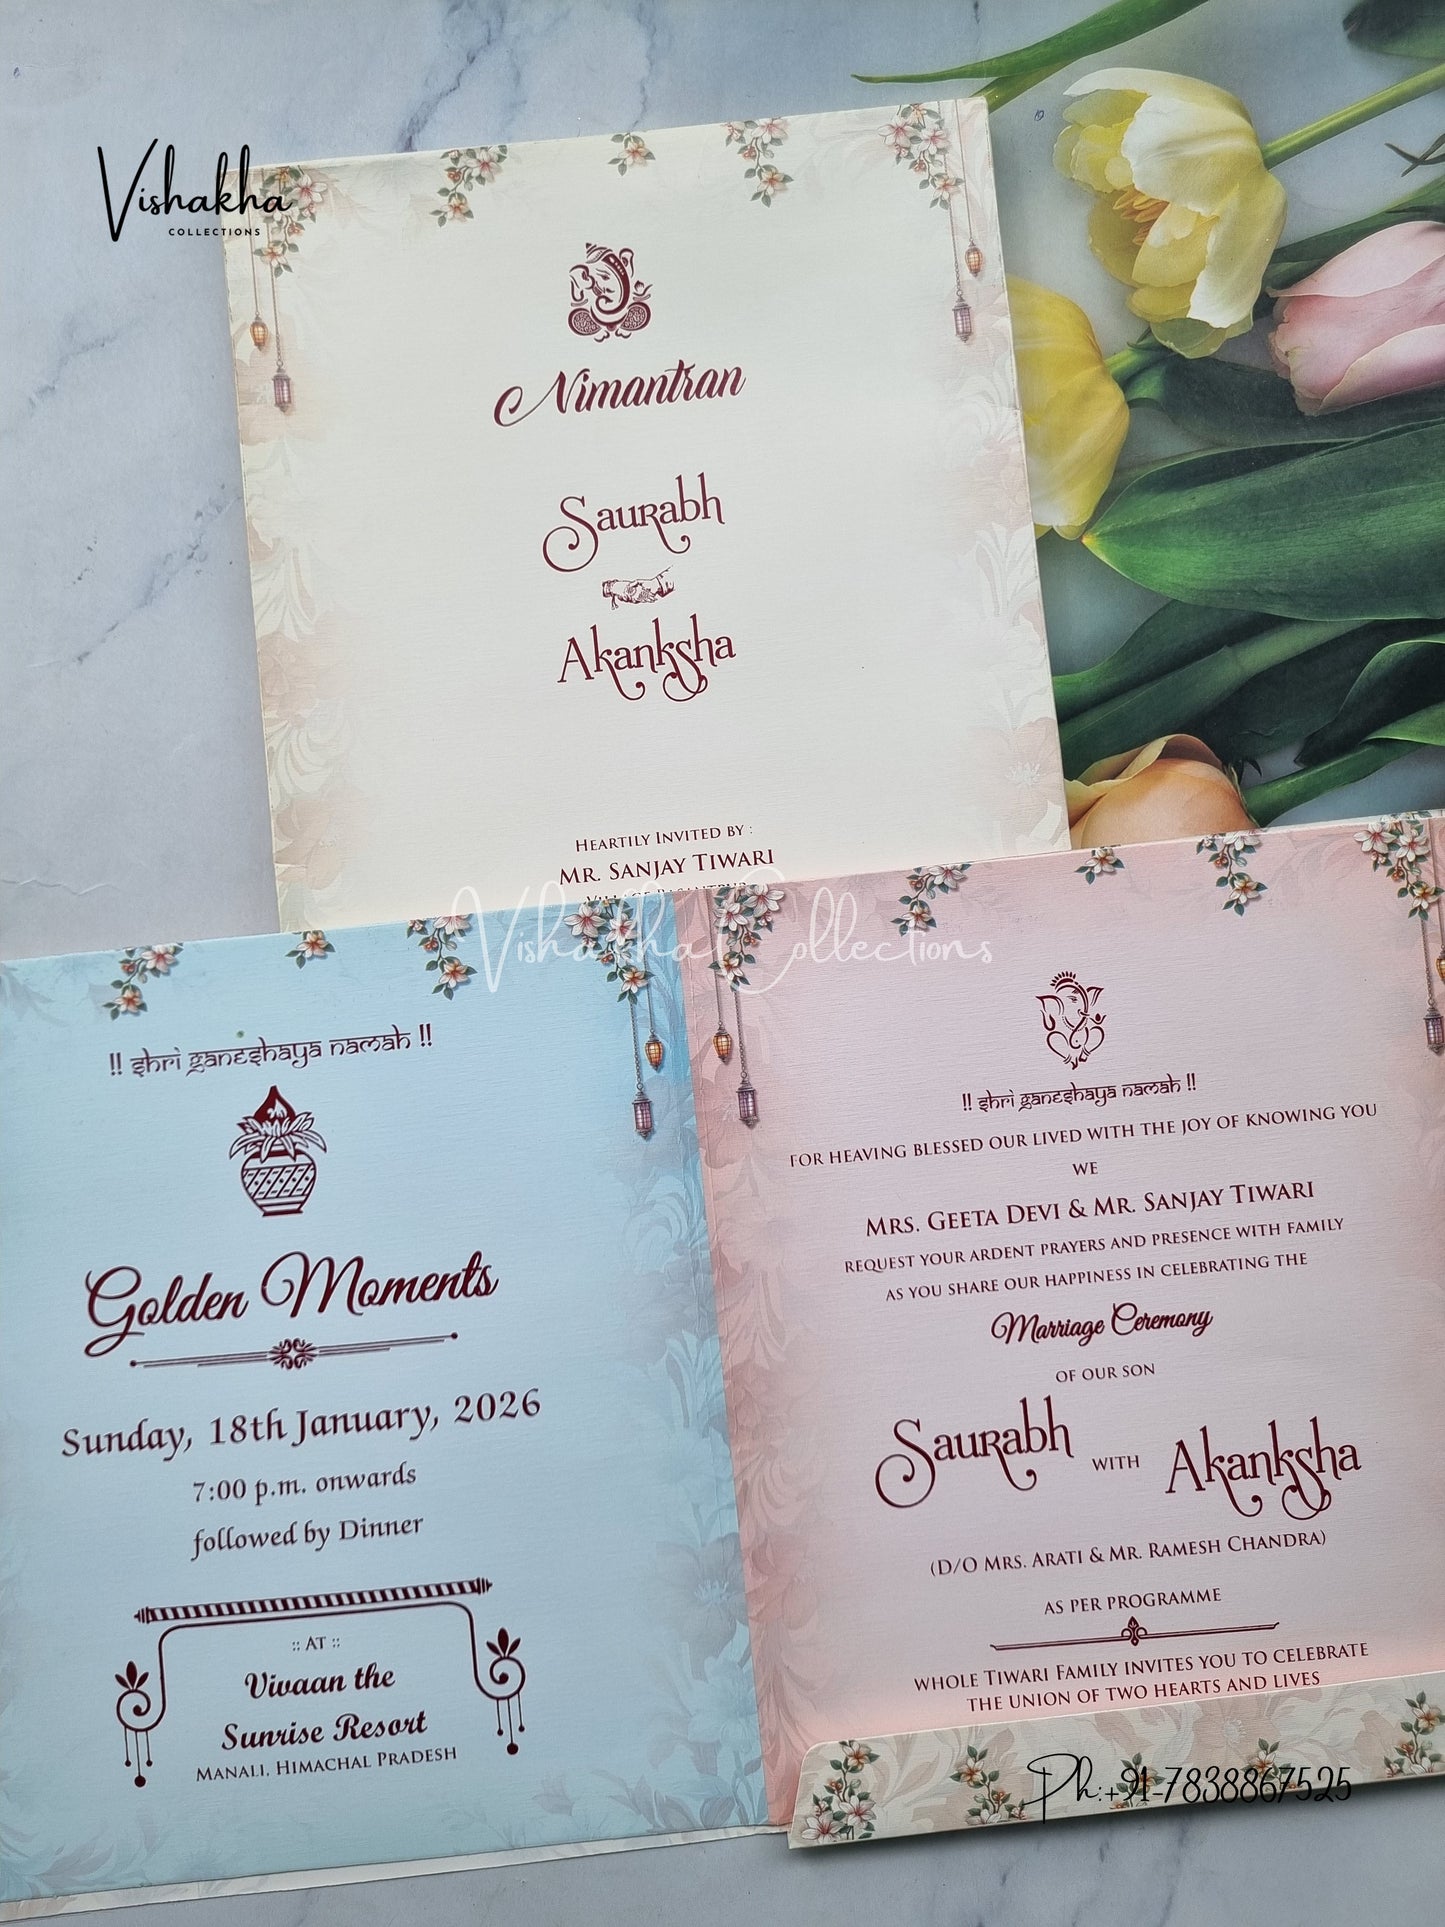 Vishakha
COLLECTIONS
Nimantran
Saurabh
Akanksha
Heartily Invited by :
Mr. Sanjay Tiwari
Village Basantpur
Vishakha Collections
!! Shri Ganeshaya Namah !!
Golden Moments
Sunday, 18th January, 2026
7:00 p.m. onwards
followed by Dinner
:: AT ::
Vivaan the
Sunrise Resort
Manali, Himachal Pradesh
!! Shri Ganeshaya Namah !!
FOR HEAVING BLESSED OUR LIVED WITH THE JOY OF KNOWING YOU
WE
Mrs. Geeta Devi & Mr. Sanjay Tiwari
REQUEST YOUR ARDENT PRAYERS AND PRESENCE WITH FAMILY
AS YOU SHARE OUR HAPPINESS IN CELEBRATING THE
Marriage Ceremony
OF OUR SON
Saurabh WITH Akanksha
(D/O Mrs. Arati & Mr. Ramesh Chandra)
AS PER PROGRAMME
WHOLE TIWARI FAMILY INVITES YOU TO CELEBRATE
THE UNION OF TWO HEARTS AND LIVES
Ph:+91-7838867525